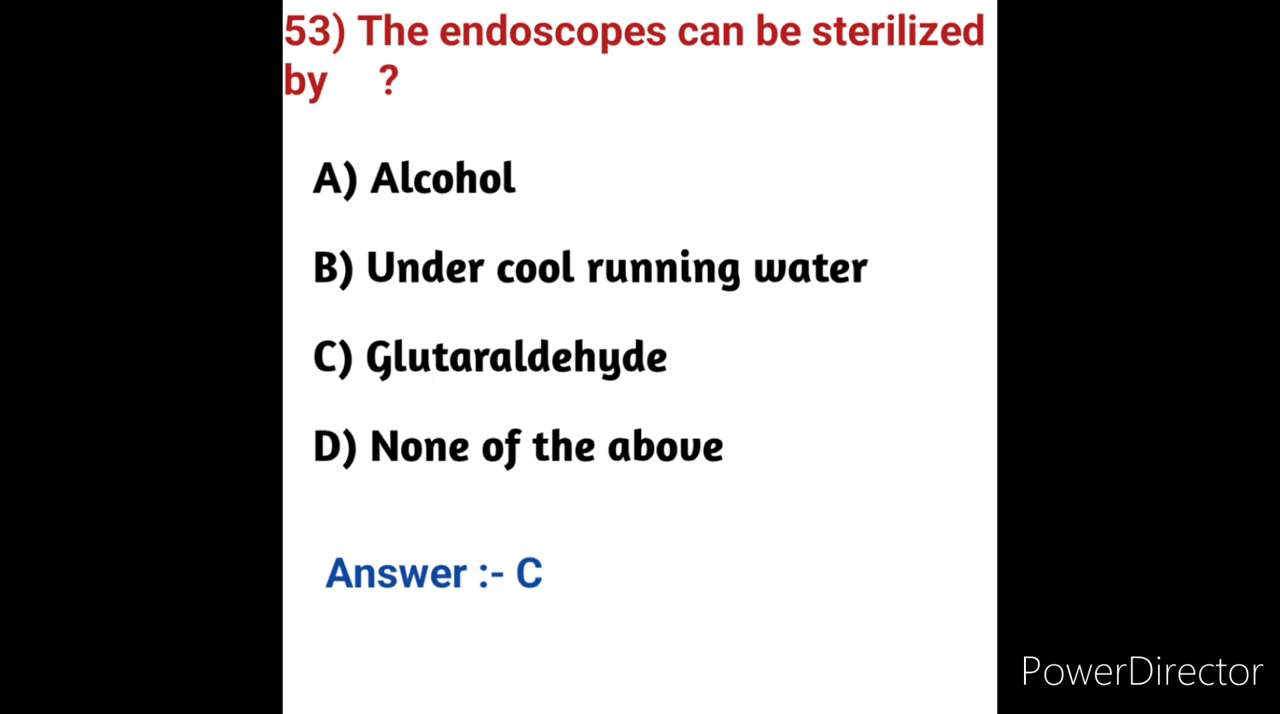 53) The endoscopes can be sterilized
by ?
A) Alcohol
B) Under cool running water
C) Glutaraldehyde
D) None of the above
Answer :- C
PowerDirector